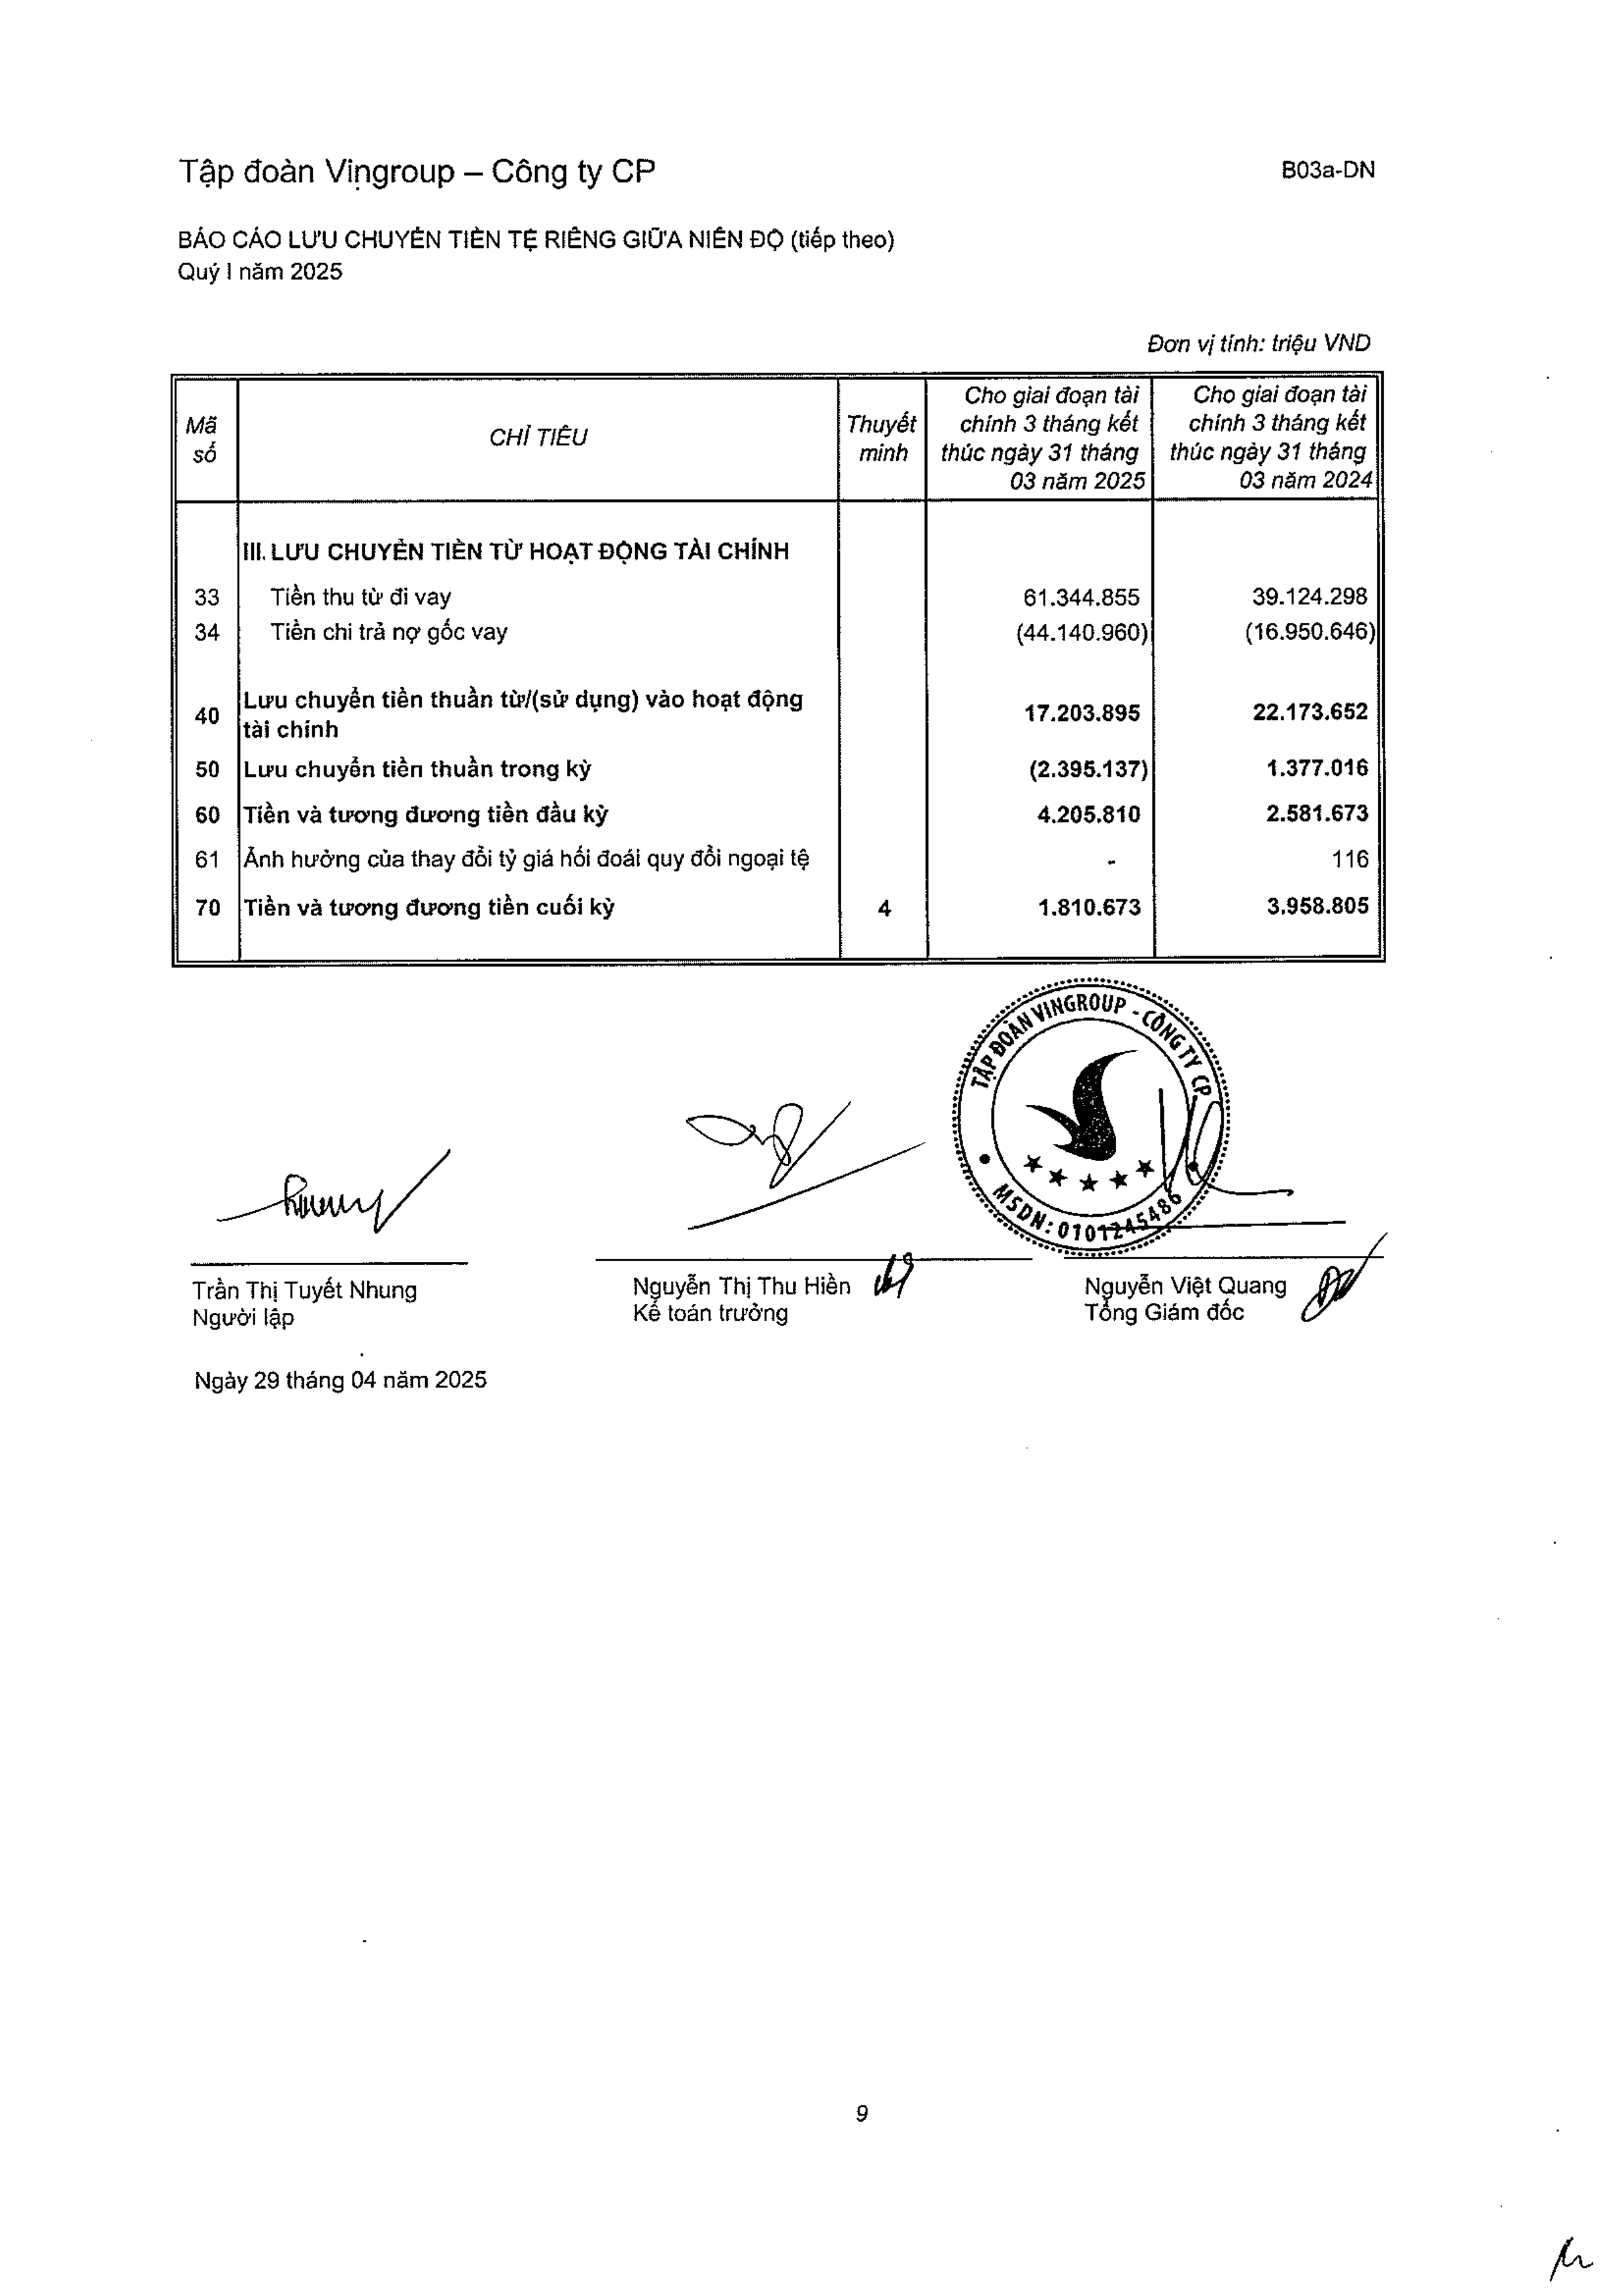 Tập đoàn Vingroup – Công ty CP
B03a-DN
BÁO CÁO LƯU CHUYỂN TIỀN TỆ RIÊNG GIỮA NIÊN ĐỘ (tiếp theo)
Quý I năm 2025
Đơn vị tính: triệu VND
Mã số
CHỈ TIÊU
Thuyết minh
Cho giai đoạn tài chính 3 tháng kết thúc ngày 31 tháng 03 năm 2025
Cho giai đoạn tài chính 3 tháng kết thúc ngày 31 tháng 03 năm 2024
III. LƯU CHUYỂN TIỀN TỪ HOẠT ĐỘNG TÀI CHÍNH
33 Tiền thu từ đi vay 61.344.855 39.124.298
34 Tiền chi trả nợ gốc vay (44.140.960) (16.950.646)
40 Lưu chuyển tiền thuần từ/(sử dụng) vào hoạt động tài chính 17.203.895 22.173.652
50 Lưu chuyển tiền thuần trong kỳ (2.395.137) 1.377.016
60 Tiền và tương đương tiền đầu kỳ 4.205.810 2.581.673
61 Ảnh hưởng của thay đổi tỷ giá hối đoái quy đổi ngoại tệ - 116
70 Tiền và tương đương tiền cuối kỳ 4 1.810.673 3.958.805
TẬP ĐOÀN VINGROUP - CÔNG TY CP
MSDN: 0101245486
Trần Thị Tuyết Nhung
Người lập
Nguyễn Thị Thu Hiền
Kế toán trưởng
Nguyễn Việt Quang
Tổng Giám đốc
Ngày 29 tháng 04 năm 2025
9